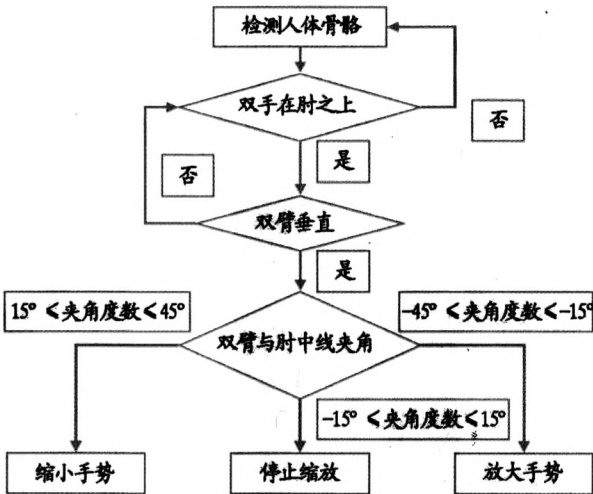 检测人体骨骼
双手在肘之上
否
是
否
双臂垂直
是
15° ≤夹角度数≤45°
-45° ≤夹角度数≤-15°
双臂与肘中线夹角
-15° ≤夹角度数≤15°
缩小手势
停止缩放
放大手势